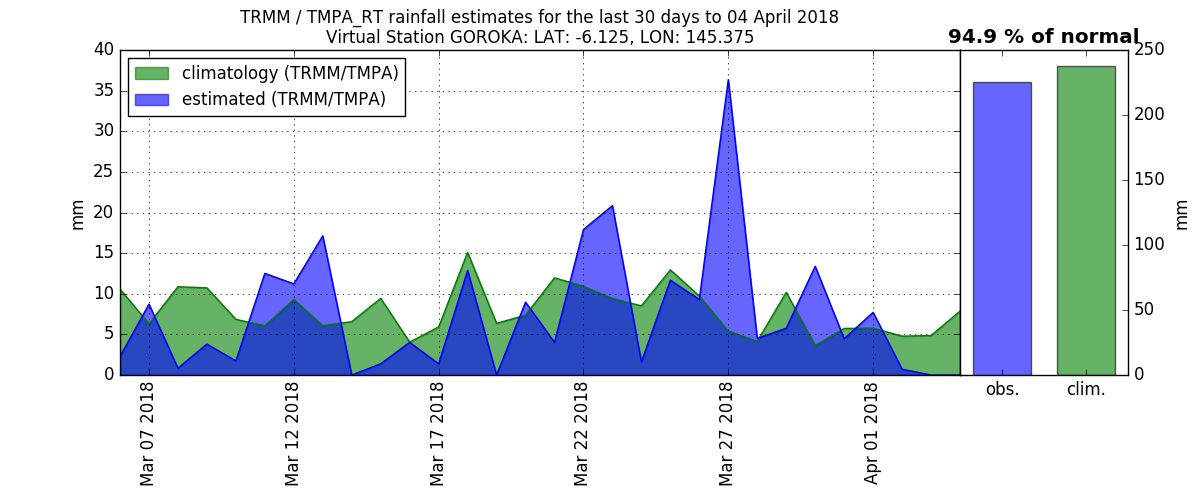 TRMM / TMPA_RT rainfall estimates for the last 30 days to 04 April 2018
Virtual Station GOROKA: LAT: -6.125, LON: 145.375
94.9 % of normal
climatology (TRMM/TMPA)
estimated (TRMM/TMPA)
40
35
30
25
20
15
10
5
0
mm
Mar 07 2018
Mar 12 2018
Mar 17 2018
Mar 22 2018
Mar 27 2018
Apr 01 2018
250
200
150
100
50
0
mm
obs.
clim.